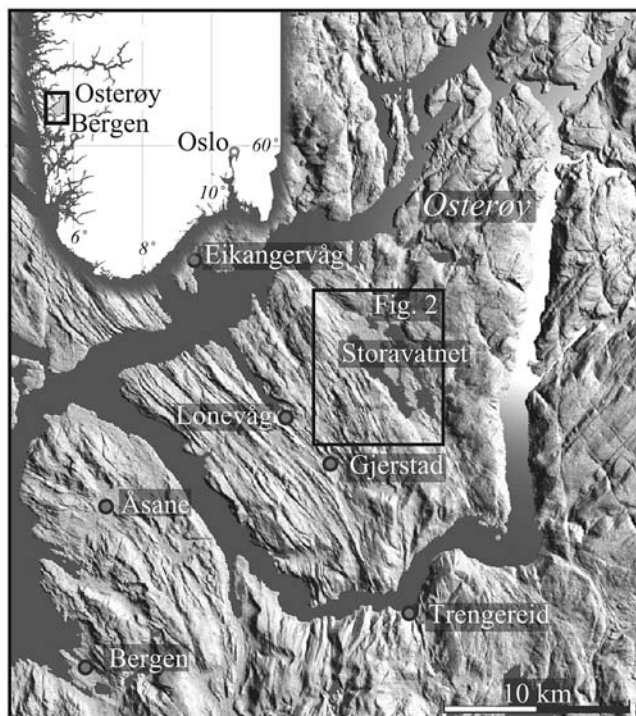 Osterøy
Bergen
Oslo
60°
10°
8°
6°
Osterøy
Eikangervåg
Fig. 2
Storavatnet
Lonevåg
Gjerstad
Åsane
Trengereid
Bergen
10 km